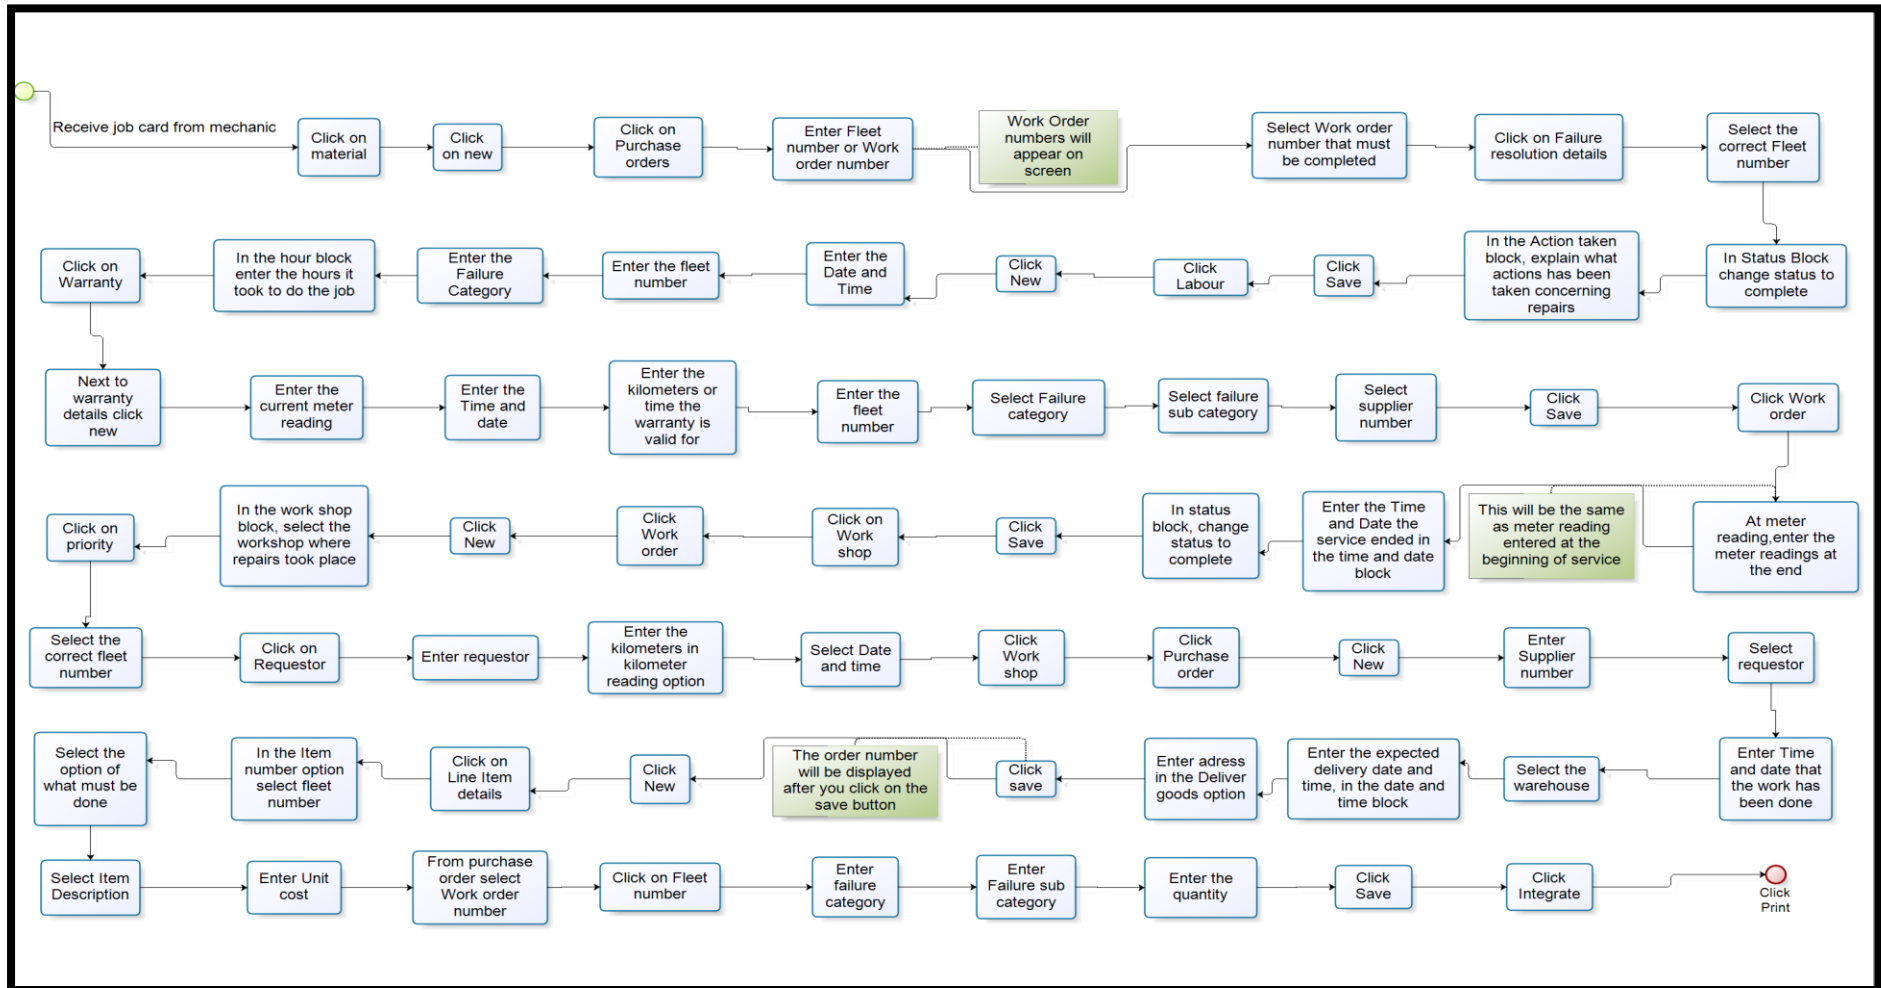 Receive job card from mechanic
Click on
material
Click
on new
Click on
Purchase
orders
Enter Fleet
number or Work
order number
Work Order
numbers will
appear on
screen
Select Work order
number that must
be completed
Click on Failure
resolution details
Select the
correct Fleet
number
In Status Block
change status to
complete
In the Action taken
block, explain what
actions has been
taken concerning
repairs
Click
Save
Click
Labour
Click
New
Enter the
Date and
Time
Enter the fleet
number
Enter the
Failure
Category
In the hour block
enter the hours it
took to do the job
Click on
Warranty
Next to
warranty
details click
new
Enter the
current meter
reading
Enter the
Time and
date
Enter the
kilometers or
time the
warranty is
valid for
Enter the
fleet
number
Select Failure
category
Select failure
sub category
Select
supplier
number
Click
Save
Click Work
order
At meter
reading,enter the
meter readings at
the end
This will be the same
as meter reading
entered at the
beginning of service
Enter the Time
and Date the
service ended in
the time and date
block
In status
block, change
status to
complete
Click
Save
Click on
Work
shop
Click
Work
order
Click
New
In the work shop
block, select the
workshop where
repairs took place
Click on
priority
Select the
correct fleet
number
Click on
Requestor
Enter requestor
Enter the
kilometers in
kilometer
reading option
Select Date
and time
Click
Work
shop
Click
Purchase
order
Click
New
Enter
Supplier
number
Select
requestor
Enter Time
and date that
the work has
been done
Select the
warehouse
Enter the expected
delivery date and
time, in the date and
time block
Enter adress
in the Deliver
goods option
Click
save
The order number
will be displayed
after you click on the
save button
Click
New
Click on
Line Item
details
In the Item
number option
select fleet
number
Select the
option of
what must be
done
Select Item
Description
Enter Unit
cost
From purchase
order select
Work order
number
Click on Fleet
number
Enter
failure
category
Enter
Failure sub
category
Enter the
quantity
Click
Save
Click
Integrate
Click
Print